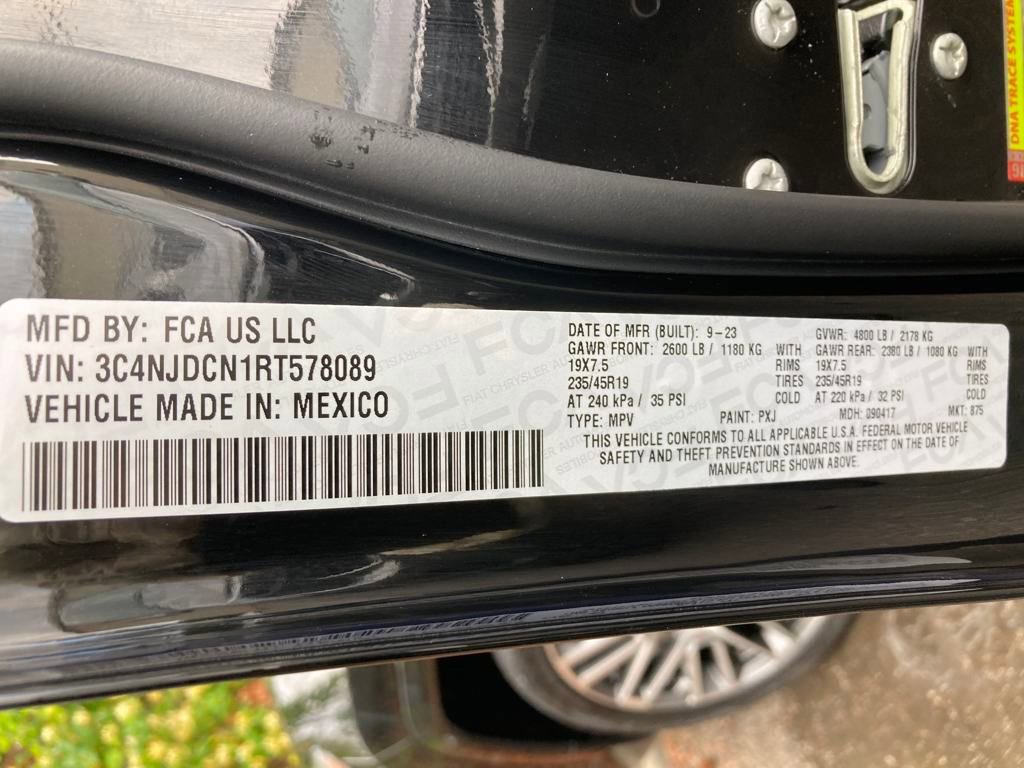 DNA TRACE SYSTEM
MFD BY: FCA US LLC
VIN: 3C4NJDCN1RT578089
VEHICLE MADE IN: MEXICO
DATE OF MFR (BUILT): 9-23 GVWR: 4800 LB / 2178 KG
GAWR FRONT: 2600 LB / 1180 KG WITH GAWR REAR: 2380 LB / 1080 KG WITH
19X7.5 RIMS 19X7.5 RIMS
235/45R19 TIRES 235/45R19 TIRES
AT 240 kPa / 35 PSI COLD AT 220 kPa / 32 PSI COLD
TYPE: MPV PAINT: PXJ MDH: 090417 MKT: 875
THIS VEHICLE CONFORMS TO ALL APPLICABLE U.S.A. FEDERAL MOTOR VEHICLE
SAFETY AND THEFT PREVENTION STANDARDS IN EFFECT ON THE DATE OF
MANUFACTURE SHOWN ABOVE.